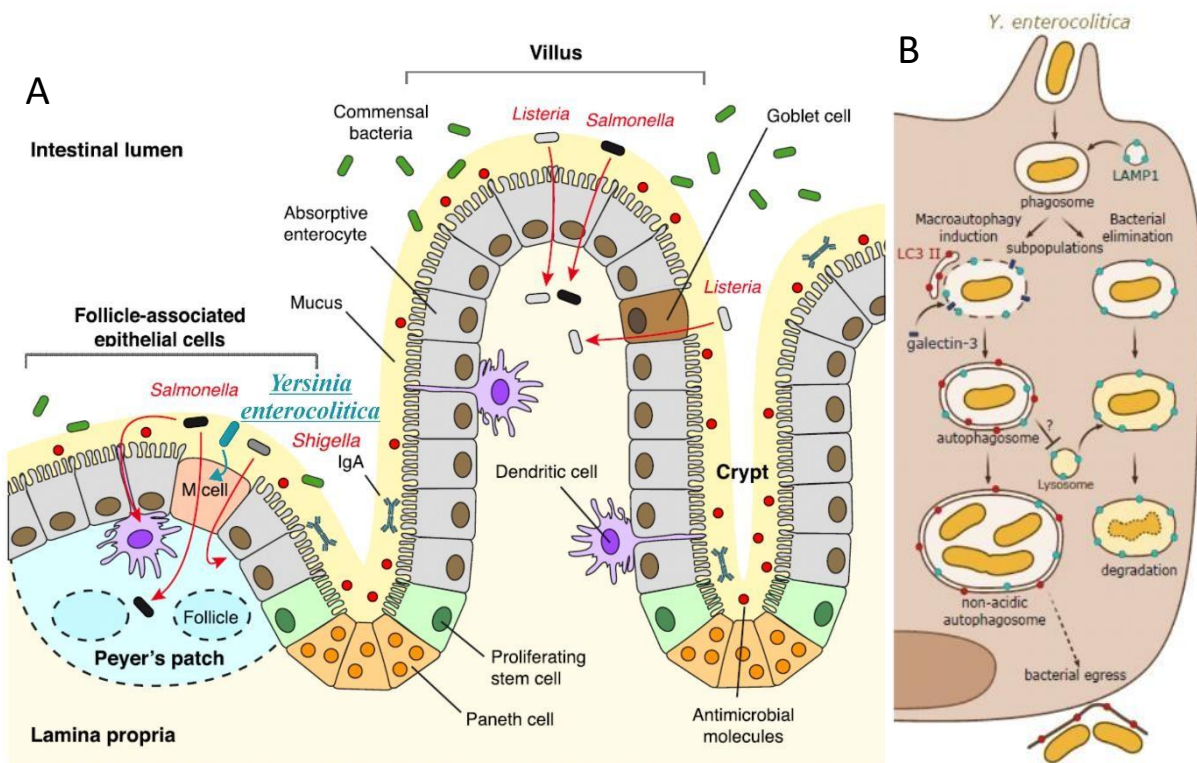 A
Villus
Intestinal lumen
Commensal
bacteria
Listeria
Salmonella
Goblet cell
Absorptive
enterocyte
Mucus
Listeria
Follicle-associated
epithelial cells
Salmonella
Yersinia
enterocolitica
Shigella
IgA
M cell
Dendritic cell
Crypt
Follicle
Peyer's patch
Proliferating
stem cell
Paneth cell
Antimicrobial
molecules
Lamina propria
B
Y. enterocolitica
LAMP1
phagosome
Macroautophagy
induction
Bacterial
elimination
subpopulations
LC3 II
galectin-3
autophagosome
?
Lysosome
degradation
non-acidic
autophagosome
bacterial egress